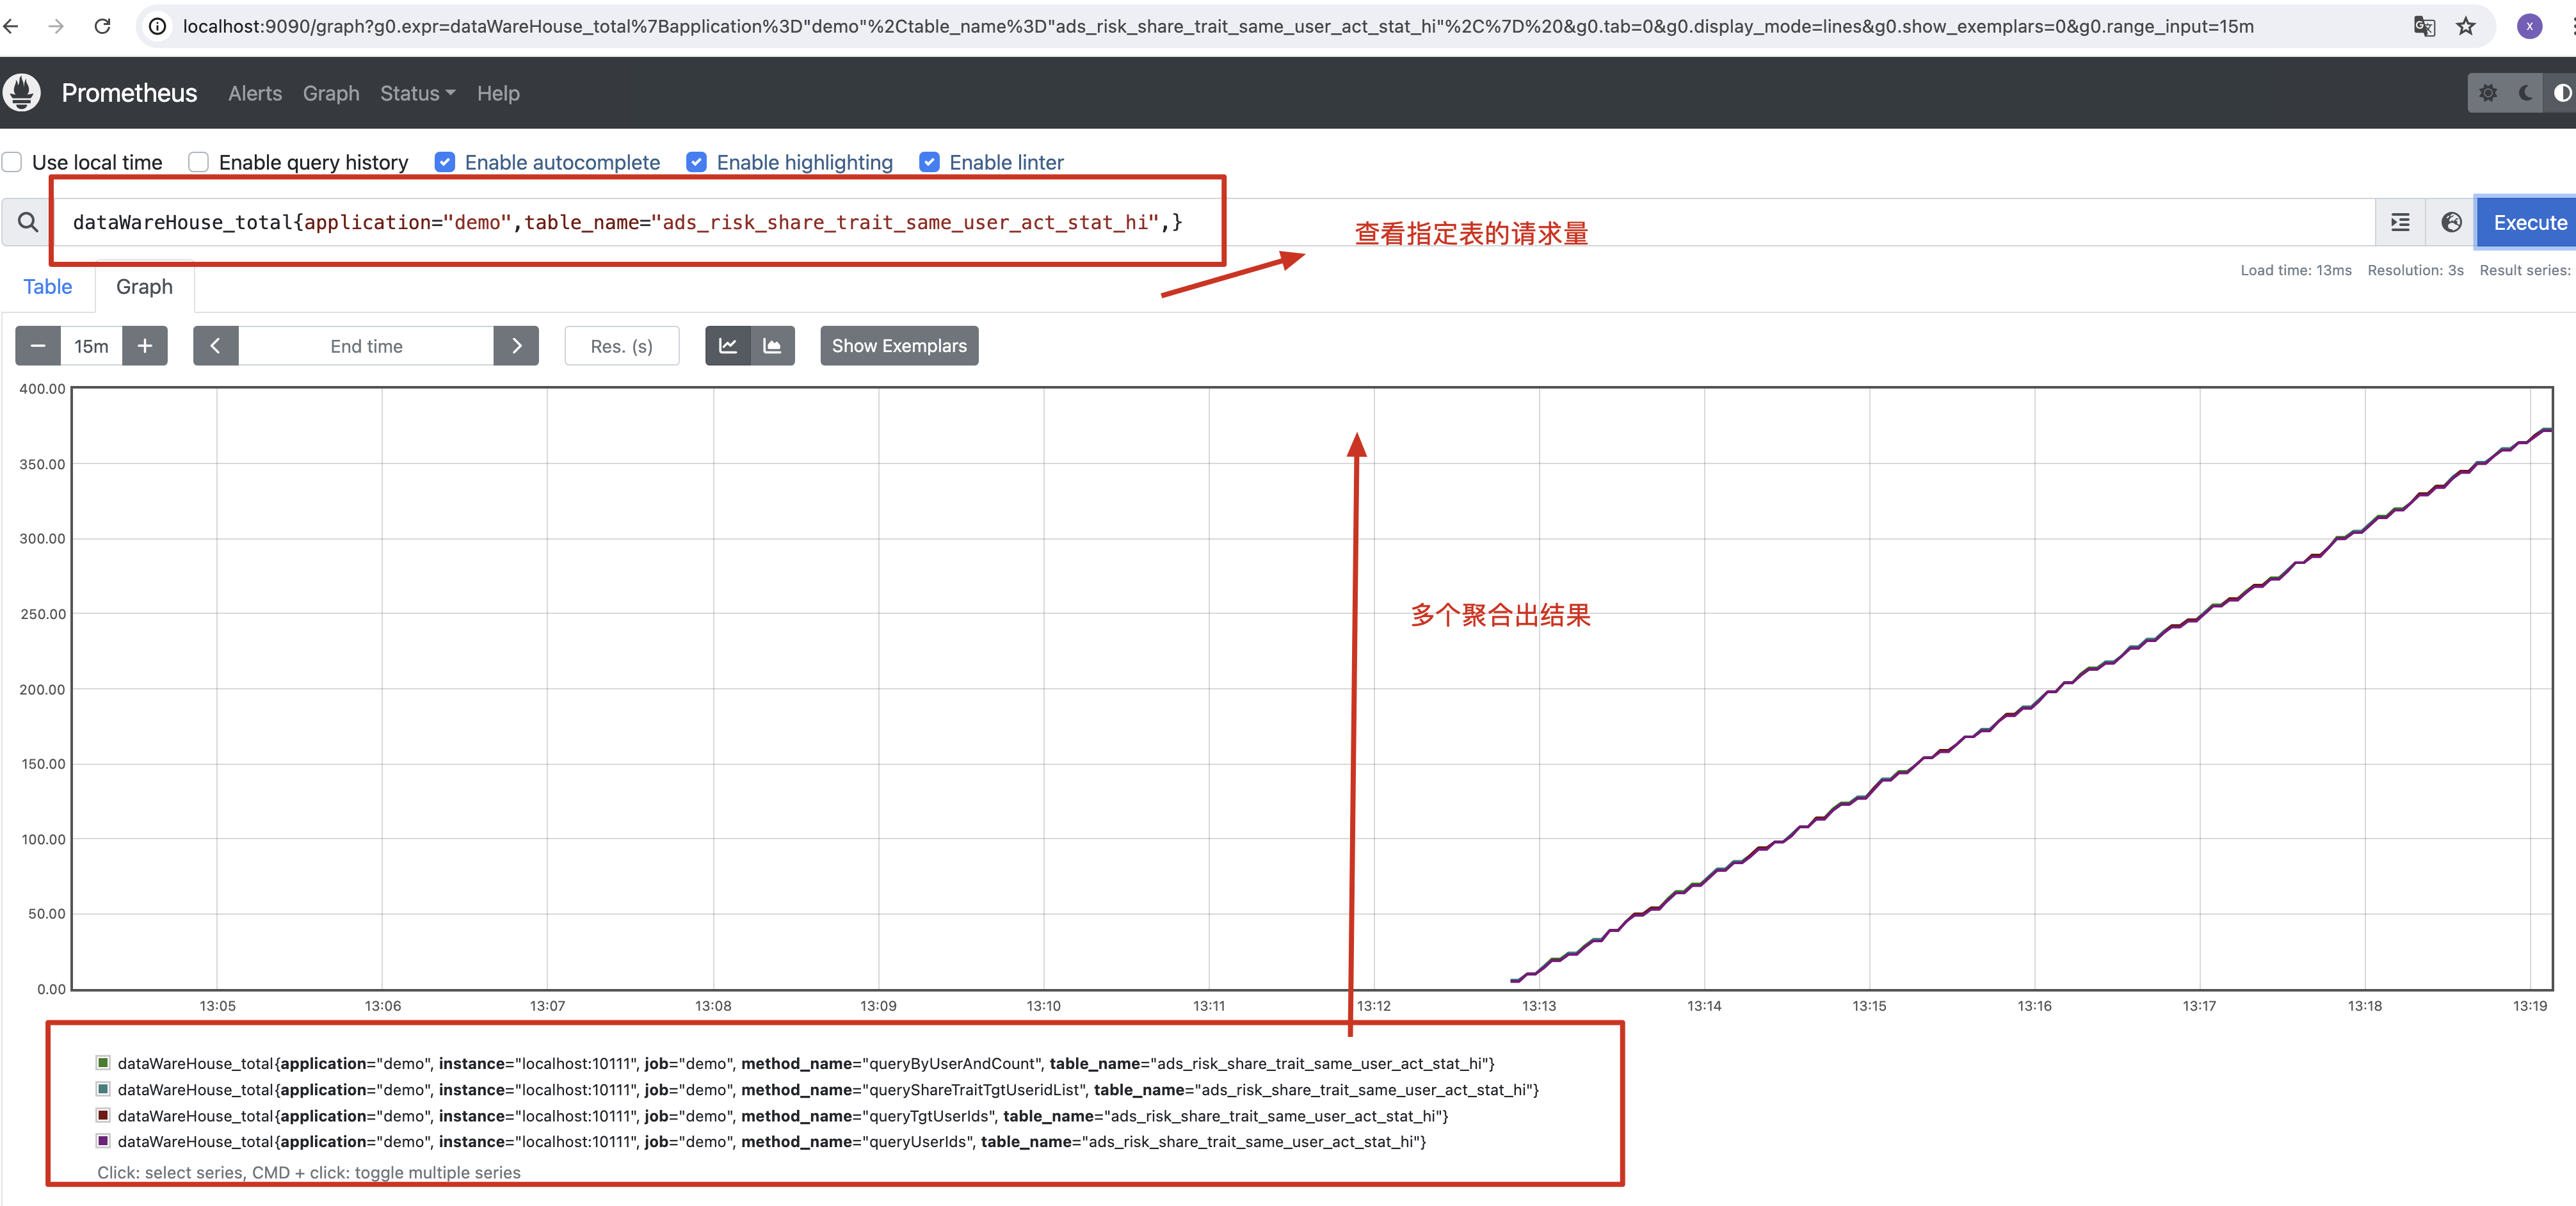 localhost:9090/graph?g0.expr=dataWareHouse_total%7Bapplication%3D"demo"%2Ctable_name%3D"ads_risk_share_trait_same_user_act_stat_hi"%2C%7D%20&g0.tab=0&g0.display_mode=lines&g0.show_exemplars=0&g0.range_input=15m
X
Prometheus Alerts Graph Status Help
Use local time Enable query history Enable autocomplete Enable highlighting Enable linter
dataWareHouse_total{application="demo",table_name="ads_risk_share_trait_same_user_act_stat_hi",} Execute
查看指定表的请求量
Load time: 13ms Resolution: 3s Result series:
Table Graph
15m End time Res. (s) Show Exemplars
400.00
350.00
300.00
250.00
多个聚合出结果
200.00
150.00
100.00
50.00
0.00
13:05 13:06 13:07 13:08 13:09 13:10 13:11 13:12 13:13 13:14 13:15 13:16 13:17 13:18 13:19
dataWareHouse_total{application="demo", instance="localhost:10111", job="demo", method_name="queryByUserAndCount", table_name="ads_risk_share_trait_same_user_act_stat_hi"}
dataWareHouse_total{application="demo", instance="localhost:10111", job="demo", method_name="queryShareTraitTgtUseridList", table_name="ads_risk_share_trait_same_user_act_stat_hi"}
dataWareHouse_total{application="demo", instance="localhost:10111", job="demo", method_name="queryTgtUserIds", table_name="ads_risk_share_trait_same_user_act_stat_hi"}
dataWareHouse_total{application="demo", instance="localhost:10111", job="demo", method_name="queryUserIds", table_name="ads_risk_share_trait_same_user_act_stat_hi"}
Click: select series, CMD + click: toggle multiple series